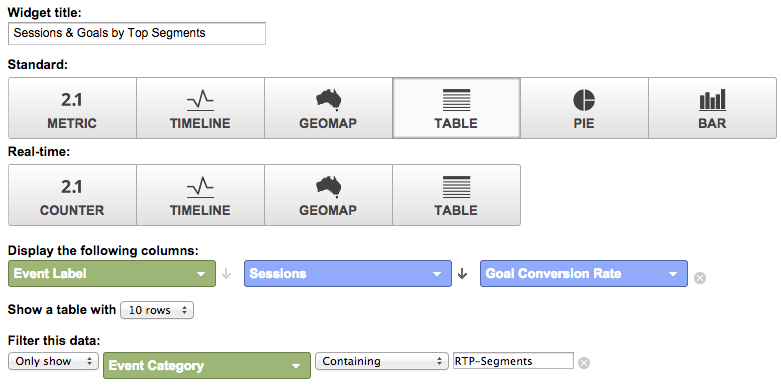 Widget title:
Sessions & Goals by Top Segments
Standard:
2.1
METRIC TIMELINE GEOMAP TABLE PIE BAR
Real-time:
2.1
COUNTER TIMELINE GEOMAP TABLE
Display the following columns:
Event Label Sessions Goal Conversion Rate
Show a table with 10 rows
Filter this data:
Only show Event Category Containing RTP-Segments